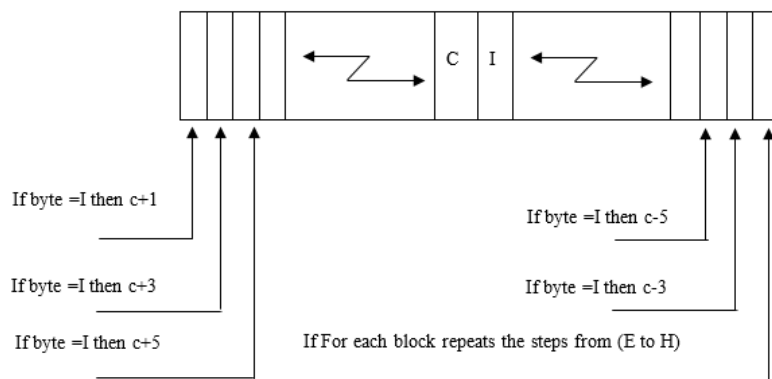 C I
If byte =I then c+1
If byte =I then c-5
If byte =I then c+3
If byte =I then c-3
If byte =I then c+5
If For each block repeats the steps from (E to H)